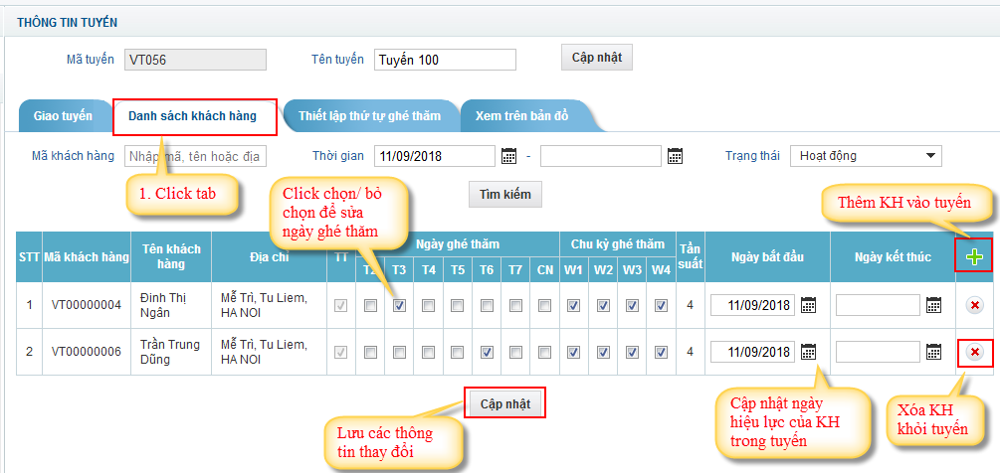 THÔNG TIN TUYẾN
Mã tuyến VT056 Tên tuyến Tuyến 100 Cập nhật
Giao tuyến Danh sách khách hàng Thiết lập thứ tự ghé thăm Xem trên bản đồ
Mã khách hàng Nhập mã, tên hoặc địa Thời gian 11/09/2018 - Trạng thái Hoạt động
1. Click tab
Click chọn/ bỏ
chọn để sửa
ngày ghé thăm
Tìm kiếm
Thêm KH vào tuyến
STT Mã khách hàng Tên khách hàng Địa chỉ TT Ngày ghé thăm Chu kỳ ghé thăm Tần suất Ngày bắt đầu Ngày kết thúc
T2 T3 T4 T5 T6 T7 CN W1 W2 W3 W4
1 VT00000004 Đinh Thị Ngân Mễ Trì, Tu Liem, HA NOI 4 11/09/2018
2 VT00000006 Trần Trung Dũng Mễ Trì, Tu Liem, HA NOI 4 11/09/2018
Cập nhật
Lưu các thông
tin thay đổi
Cập nhật ngày
hiệu lực của KH
trong tuyến
Xóa KH
khỏi tuyến